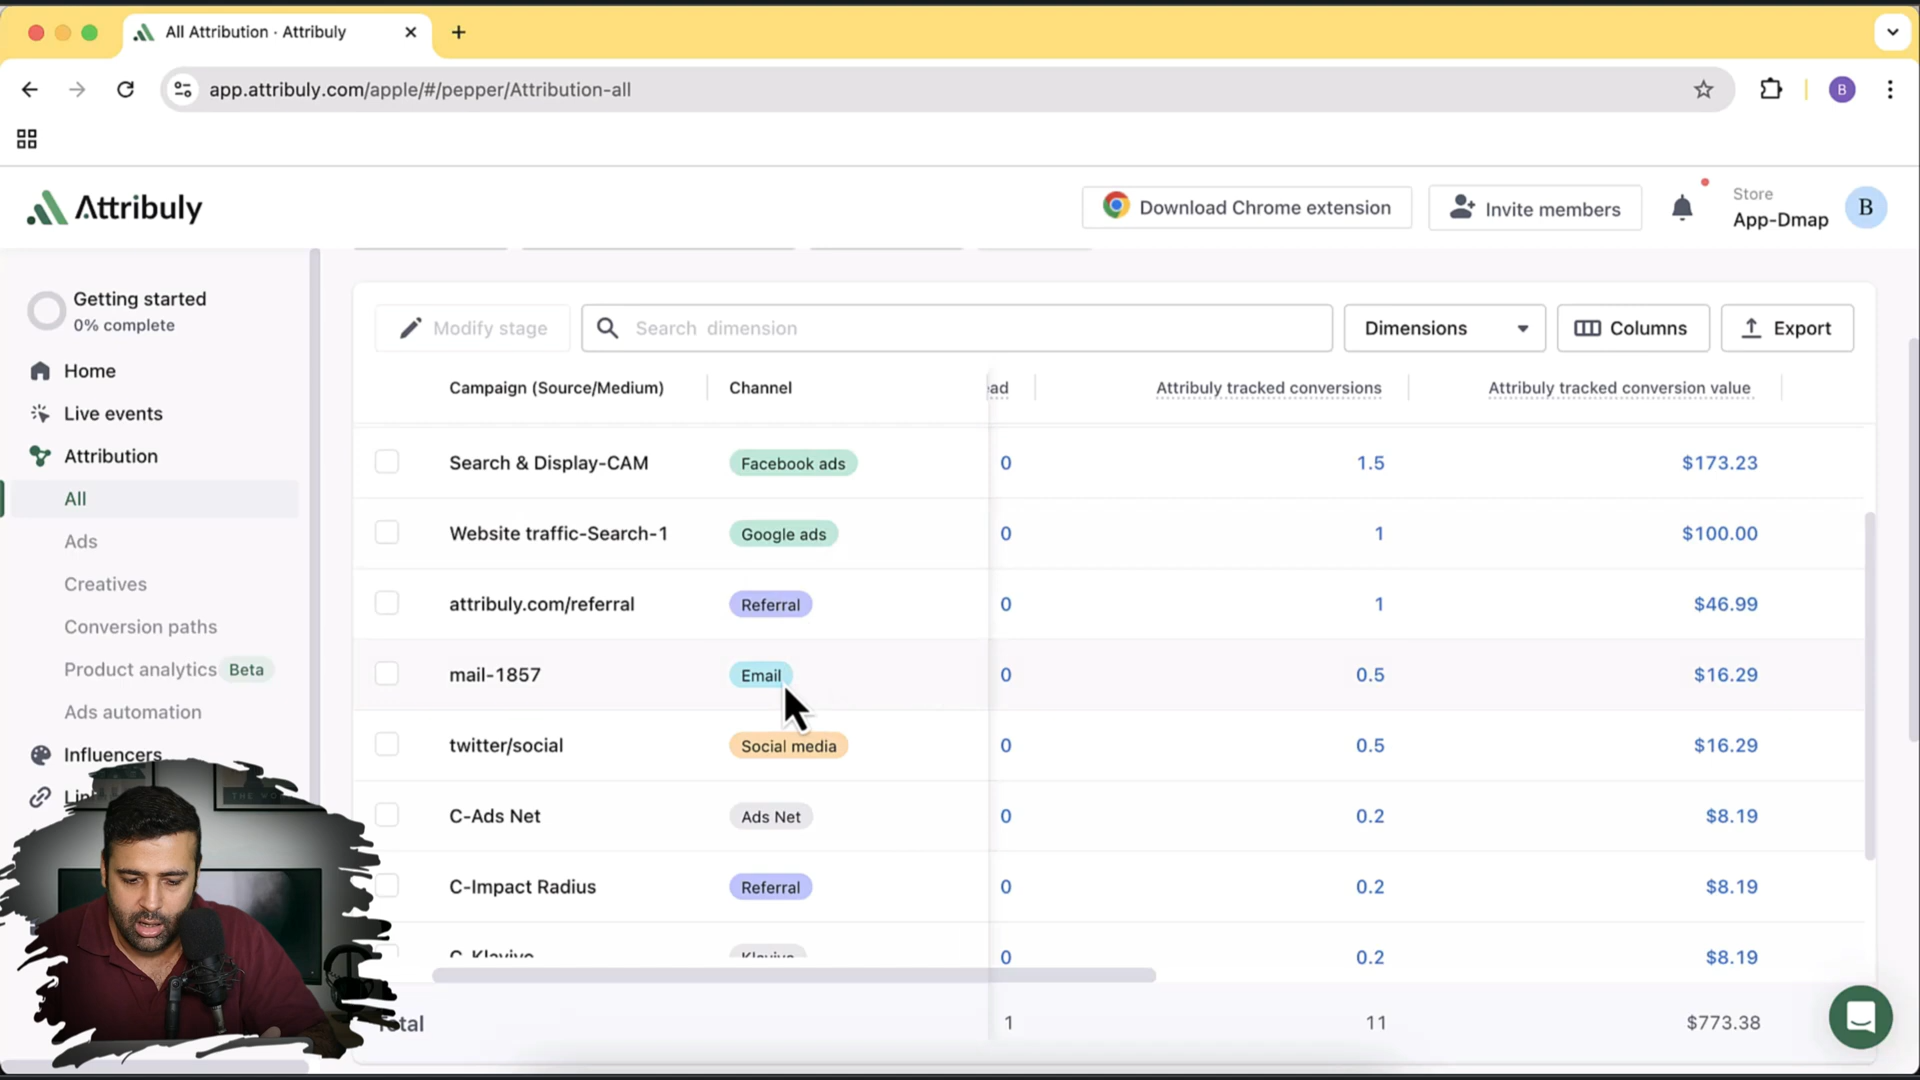 All Attribution · Attribuly
app.attribuly.com/apple/#/pepper/Attribution-all
B
Attribuly
Download Chrome extension
Invite members
Store
App-Dmap
B
Getting started
0% complete
Home
Live events
Attribution
All
Ads
Creatives
Conversion paths
Product analytics Beta
Ads automation
Influencers
Modify stage
Search dimension
Dimensions
Columns
Export
Campaign (Source/Medium) Channel ad Attribuly tracked conversions Attribuly tracked conversion value
Search & Display-CAM Facebook ads 0 1.5 $173.23
Website traffic-Search-1 Google ads 0 1 $100.00
attribuly.com/referral Referral 0 1 $46.99
mail-1857 Email 0 0.5 $16.29
twitter/social Social media 0 0.5 $16.29
C-Ads Net Ads Net 0 0.2 $8.19
C-Impact Radius Referral 0 0.2 $8.19
C-Klaviyo Klaviyo 0 0.2 $8.19
Total 1 11 $773.38